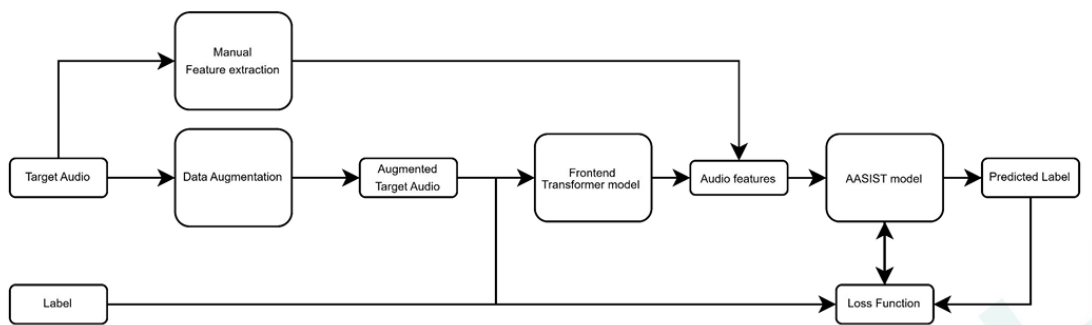 Manual
Feature extraction
Target Audio
Data Augmentation
Augmented
Target Audio
Frontend
Transformer model
Audio features
AASIST model
Predicted Label
Label
Loss Function